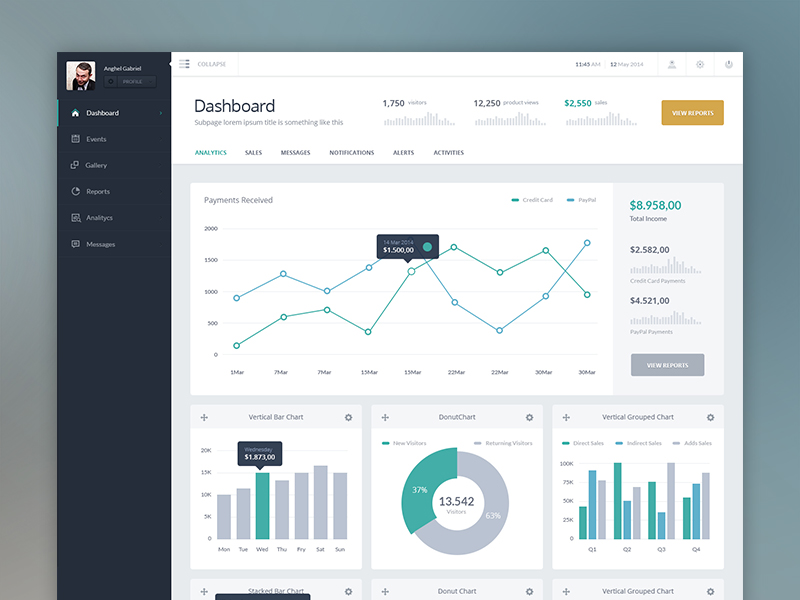 Anghel Gabriel
PROFILE
COLLAPSE
11:45 AM
12 May 2014
Dashboard
Events
Gallery
Reports
Analitycs
Messages
Dashboard
Subpage lorem ipsum title is something like this
1,750 visitors
12,250 product views
$2,550 sales
VIEW REPORTS
ANALYTICS SALES MESSAGES NOTIFICATIONS ALERTS ACTIVITIES
Payments Received
Credit Card PayPal
2000
1500
1000
500
0
14 Mar 2014
$1.500,00
1Mar 7Mar 7Mar 15Mar 15Mar 22Mar 22Mar 30Mar 30Mar
$8.958,00
Total Income
$2.582,00
Credit Card Payments
$4.521,00
PayPal Payments
VIEW REPORTS
Vertical Bar Chart
20K
15K
10K
5K
0
Wednesday
$1.873,00
Mon Tue Wed Thu Fry Sat Sun
DonutChart
New Visitors Returning Visitors
37%
13.542
Visitors
63%
Vertical Grouped Chart
Direct Sales Indirect Sales Adds Sales
100K
75K
50K
25K
0
Q1 Q2 Q3 Q4
Stacked Bar Chart
Donut Chart
Vertical Grouped Chart